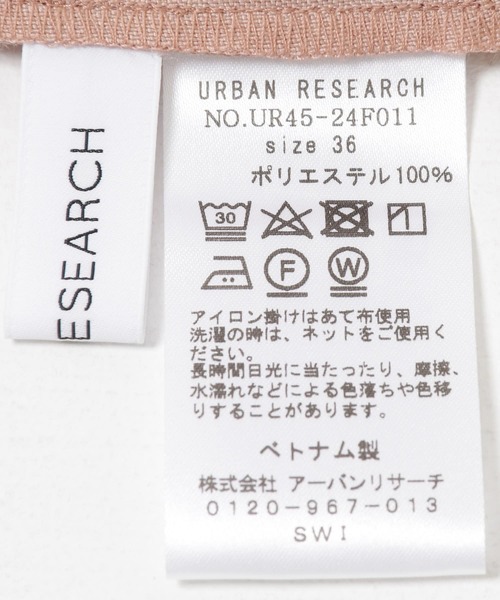 ESEARCH
URBAN RESEARCH
NO.UR45-24F011
size 36
ポリエステル100%
30
F
W
アイロン掛けはあて布使用
洗濯の時は、ネットをご使用く
ださい。
長時間日光に当たったり、摩擦、
水濡れなどによる色落ちや色移
りすることがあります。
ベトナム製
株式会社 アーバンリサーチ
0120-967-013
SWI